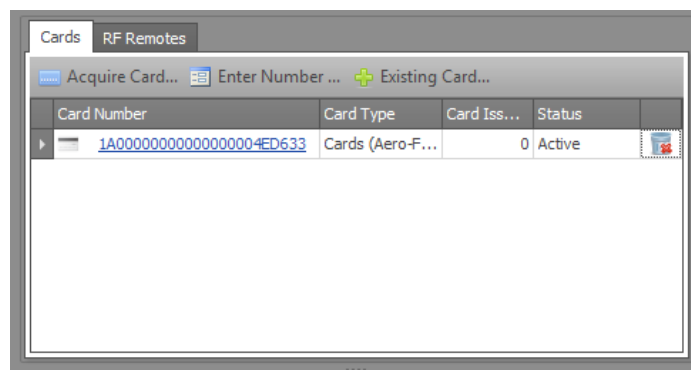 Cards RF Remotes
Acquire Card... Enter Number ... Existing Card...
Card Number Card Type Card Iss... Status
1A00000000000000004ED633 Cards (Aero-F... 0 Active